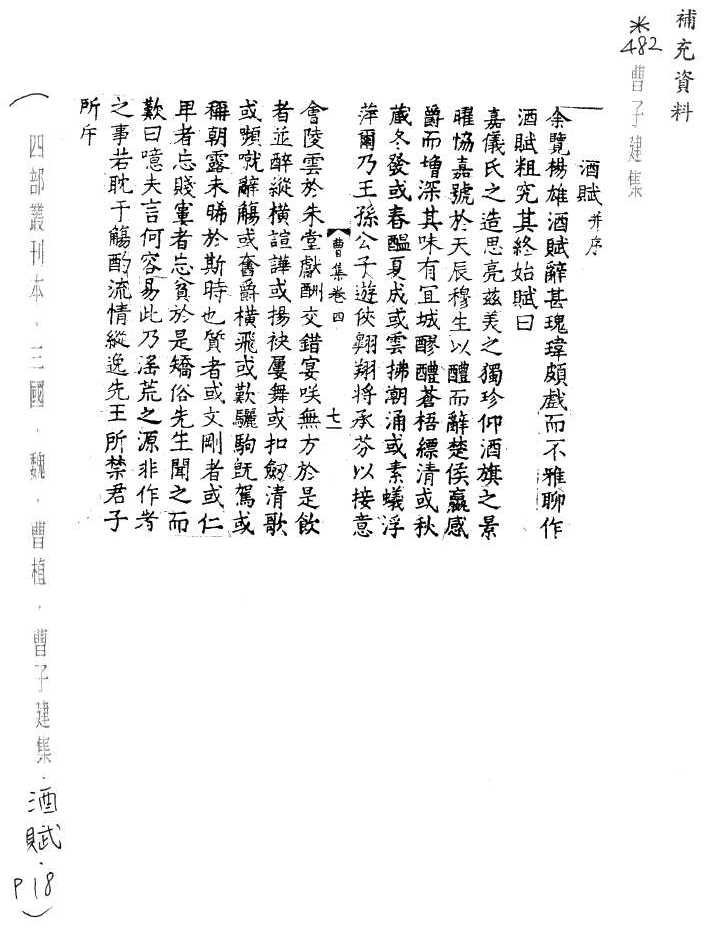 補充資料
*482 曹子建集
酒賦 并序
余覽楊雄酒賦辭甚瑰瑋頗戲而不雅聊作
酒賦粗究其終始賦曰
嘉儀氏之造思亮茲美之獨珍仰酒旗之景
曜協嘉號於天辰穆生以醴而辭楚侯嬴感
爵而增深其味有宜城醪醴蒼梧縹清或秋
藏冬發或春醞夏成或雲拂潮涌或素蟻浮
萍爾乃王孫公子遊俠翺翔將承芬以接意
曹集卷四 七
會陵雲於朱堂獻酬交錯宴咲無方於是飲
者並醉縱橫諠譁或揚袂屢舞或扣劔清歌
或嚬噈辭觴或奮爵橫飛或歎驪駒旣駕或
稱朝露未晞於斯時也質者或文剛者或仁
卑者忘賤窶者忘貧於是矯俗先生聞之而
歎曰噫夫言何容易此乃淫荒之源非作者
之事若耽于觴酌流情縱逸先王所禁君子
所斥
(四部叢刊本．三國．魏．曹植．曹子建集．酒賦．P18)